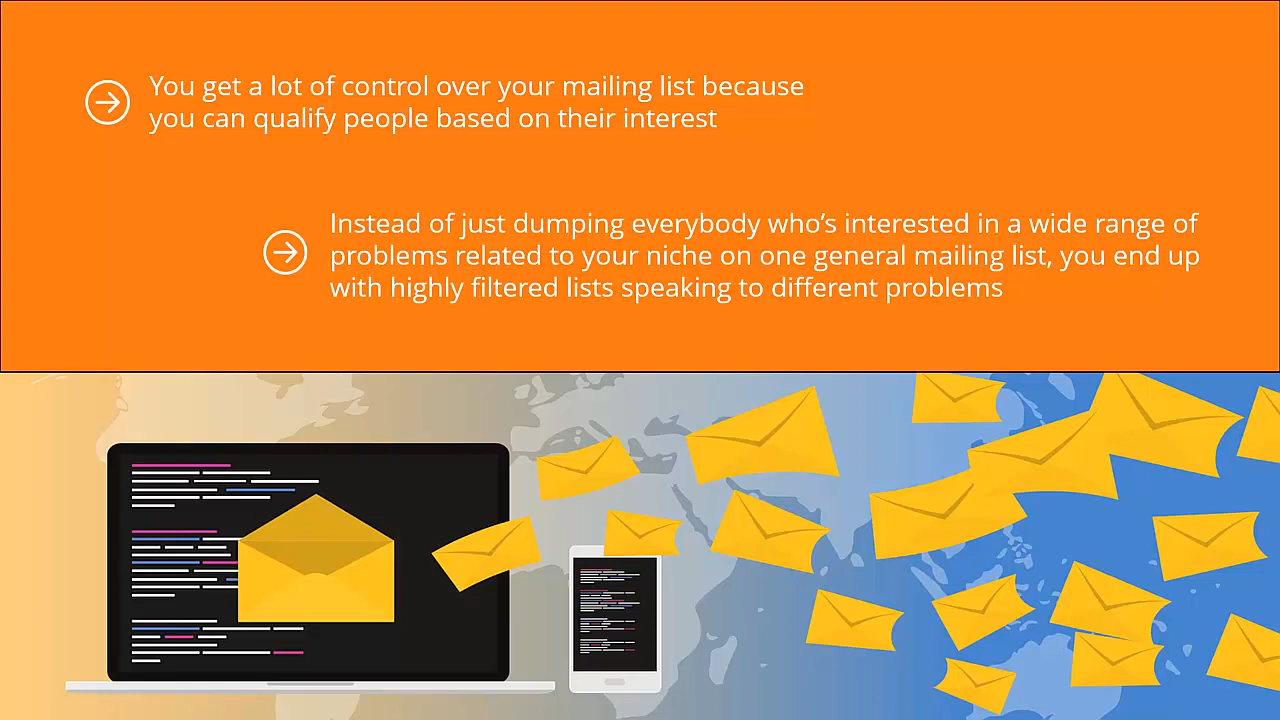 You get a lot of control over your mailing list because
you can qualify people based on their interest
Instead of just dumping everybody who’s interested in a wide range of
problems related to your niche on one general mailing list, you end up
with highly filtered lists speaking to different problems